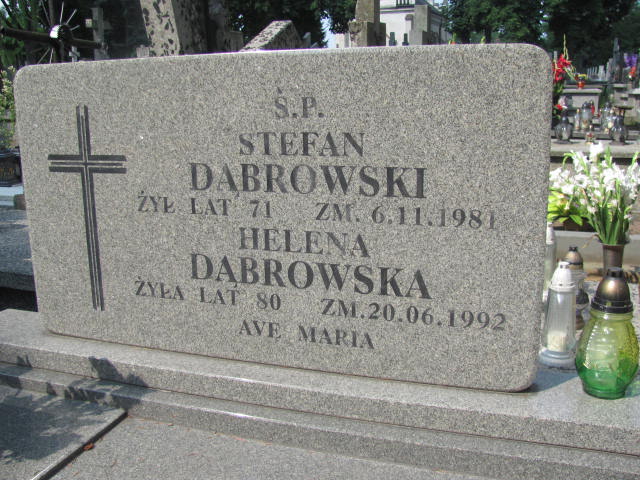 Ś.P.
STEFAN
DĄBROWSKI
ŻYŁ LAT 71 ZM. 6.11.1981
HELENA
DĄBROWSKA
ŻYŁA LAT 80 ZM.20.06.1992
AVE MARIA